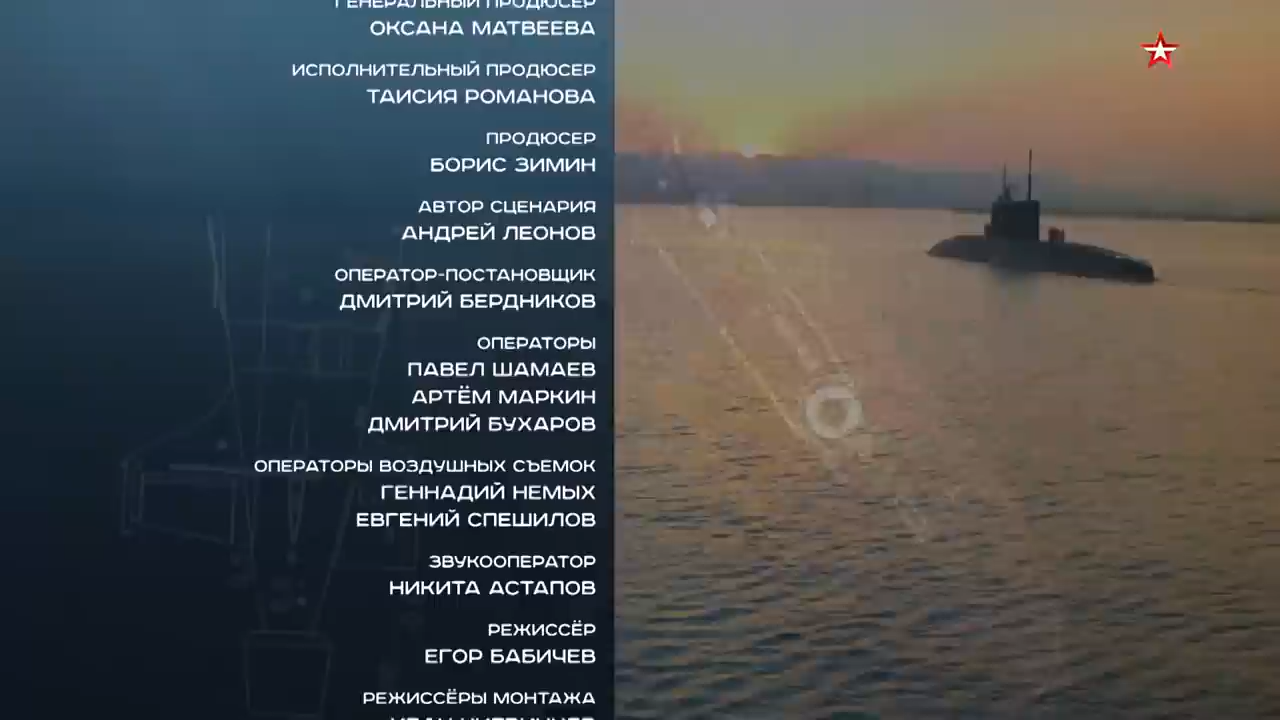 ГЕНЕРАЛЬНЫЙ ПРОДЮСЕР
ОКСАНА МАТВЕЕВА
ИСПОЛНИТЕЛЬНЫЙ ПРОДЮСЕР
ТАИСИЯ РОМАНОВА
ПРОДЮСЕР
БОРИС ЗИМИН
АВТОР СЦЕНАРИЯ
АНДРЕЙ ЛЕОНОВ
ОПЕРАТОР-ПОСТАНОВЩИК
ДМИТРИЙ БЕРДНИКОВ
ОПЕРАТОРЫ
ПАВЕЛ ШАМАЕВ
АРТЁМ МАРКИН
ДМИТРИЙ БУХАРОВ
ОПЕРАТОРЫ ВОЗДУШНЫХ СЪЕМОК
ГЕННАДИЙ НЕМЫХ
ЕВГЕНИЙ СПЕШИЛОВ
ЗВУКООПЕРАТОР
НИКИТА АСТАПОВ
РЕЖИССЁР
ЕГОР БАБИЧЕВ
РЕЖИССЁРЫ МОНТАЖА